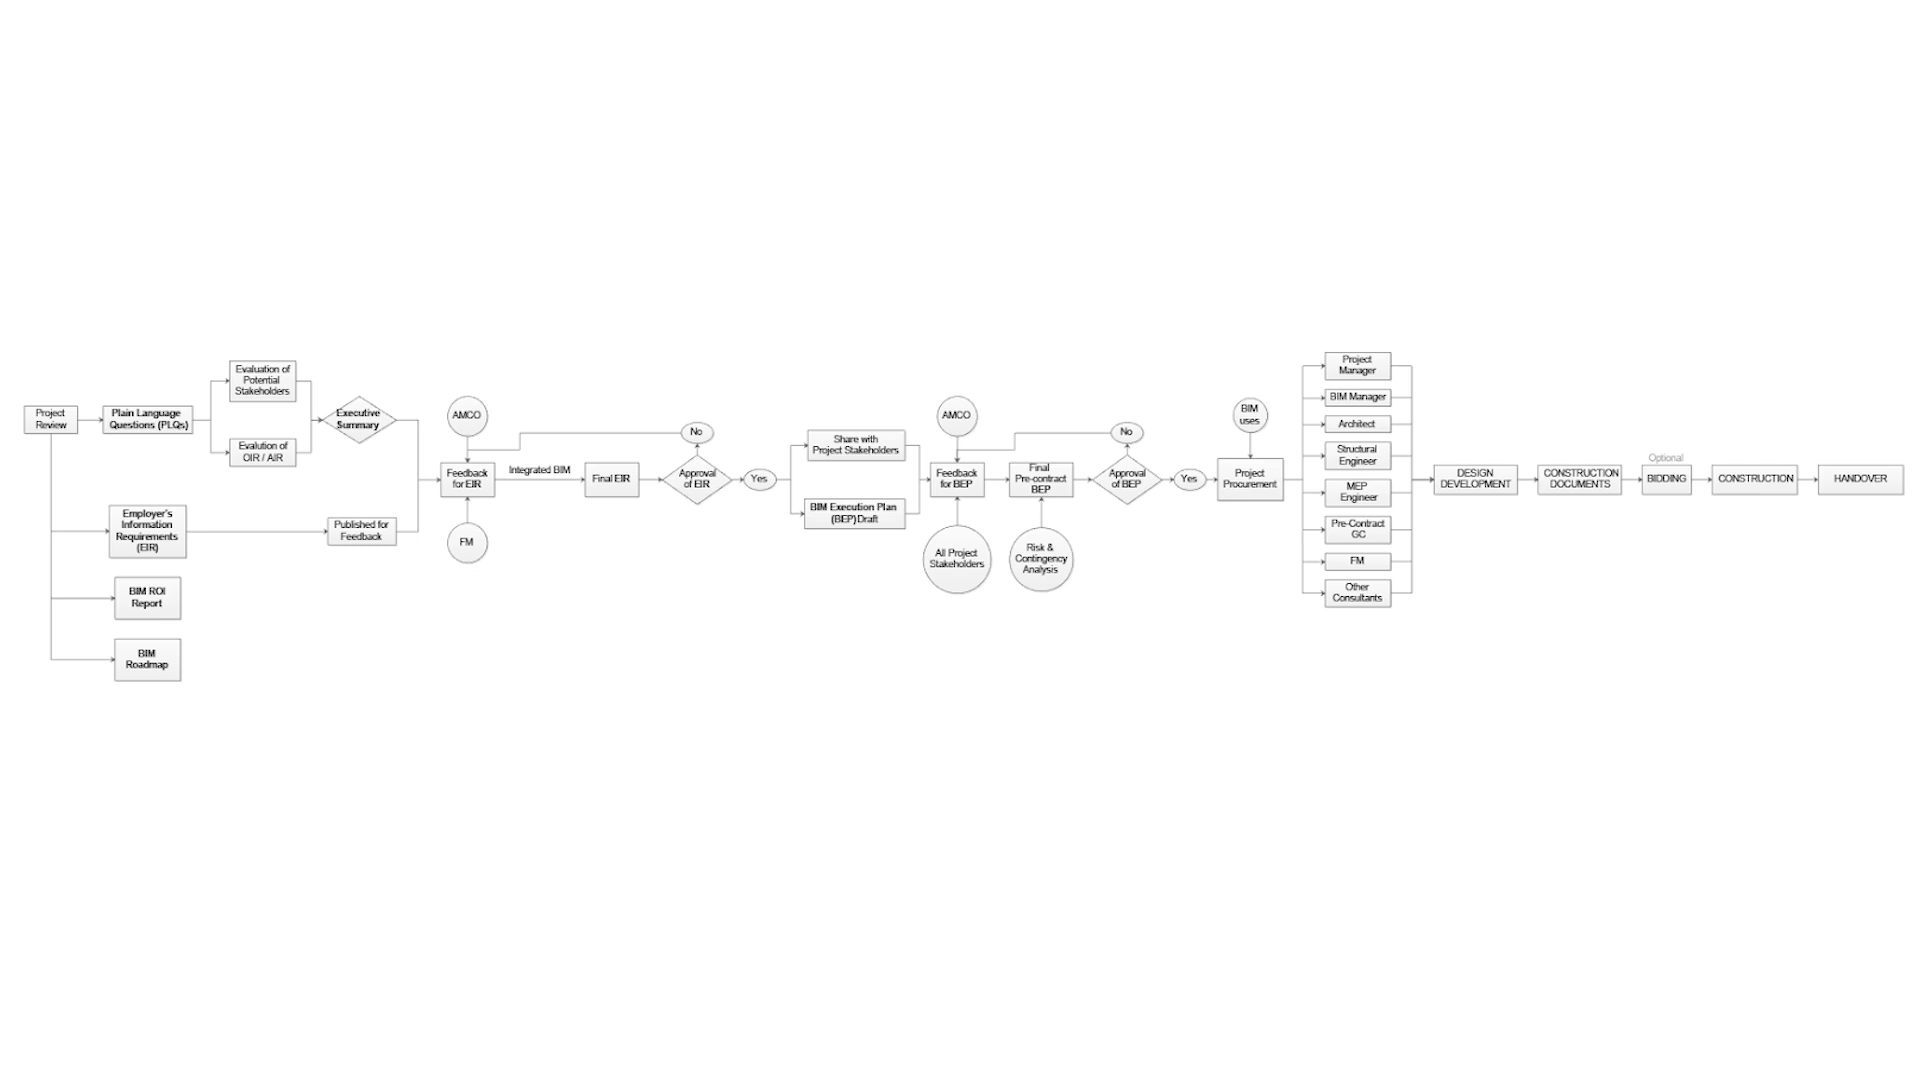 Project
Review
Plain Language
Questions (PLQs)
Evaluation of
Potential
Stakeholders
Evalution of
OIR / AIR
Executive
Summary
Employer's
Information
Requirements
(EIR)
Published for
Feedback
BIM ROI
Report
BIM
Roadmap
AMCO
Feedback
for EIR
FM
Integrated BIM
Final EIR
No
Approval
of EIR
Yes
Share with
Project Stakeholders
BIM Execution Plan
(BEP)Draft
AMCO
Feedback
for BEP
All Project
Stakeholders
Final
Pre-contract
BEP
Risk &
Contingency
Analysis
No
Approval
of BEP
Yes
BIM
uses
Project
Procurement
Project
Manager
BIM Manager
Architect
Structural
Engineer
MEP
Engineer
Pre-Contract
GC
FM
Other
Consultants
DESIGN
DEVELOPMENT
CONSTRUCTION
DOCUMENTS
Optional
BIDDING
CONSTRUCTION
HANDOVER